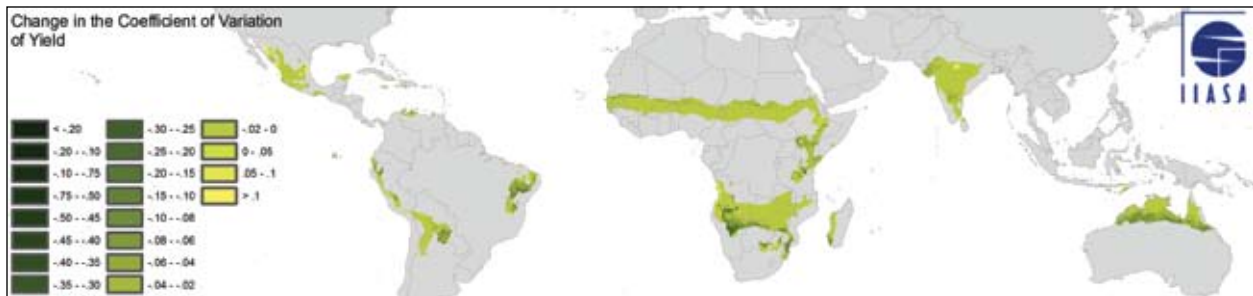 Change in the Coefficient of Variation
of Yield
< -.20
-.20 - -.10
-.10 - -.75
-.75 - -.50
-.50 - -.45
-.45 - -.40
-.40 - -.35
-.35 - -.30
-.30 - -.25
-.25 - -.20
-.20 - -.15
-.15 - -.10
-.10 - -.08
-.08 - -.06
-.06 - -.04
-.04 - -.02
-.02 - 0
0 - .05
.05 - .1
> .1
IIASA